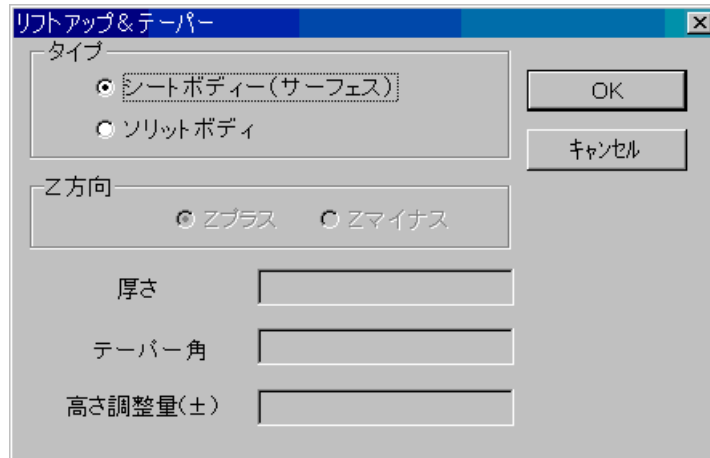 リフトアップ＆テーパー
タイプ
シートボディー(サーフェス)
ソリットボディ
OK
キャンセル
Z方向
Zプラス Zマイナス
厚さ
テーパー角
高さ調整量(±)